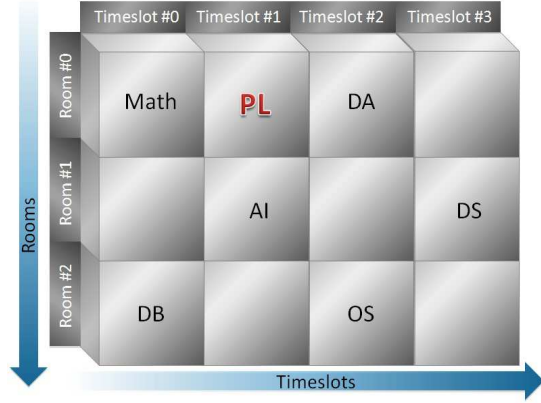 Timeslot #0 Timeslot #1 Timeslot #2 Timeslot #3
Room #0
Math PL DA
Room #1
AI DS
Rooms
Room #2
DB OS
Timeslots